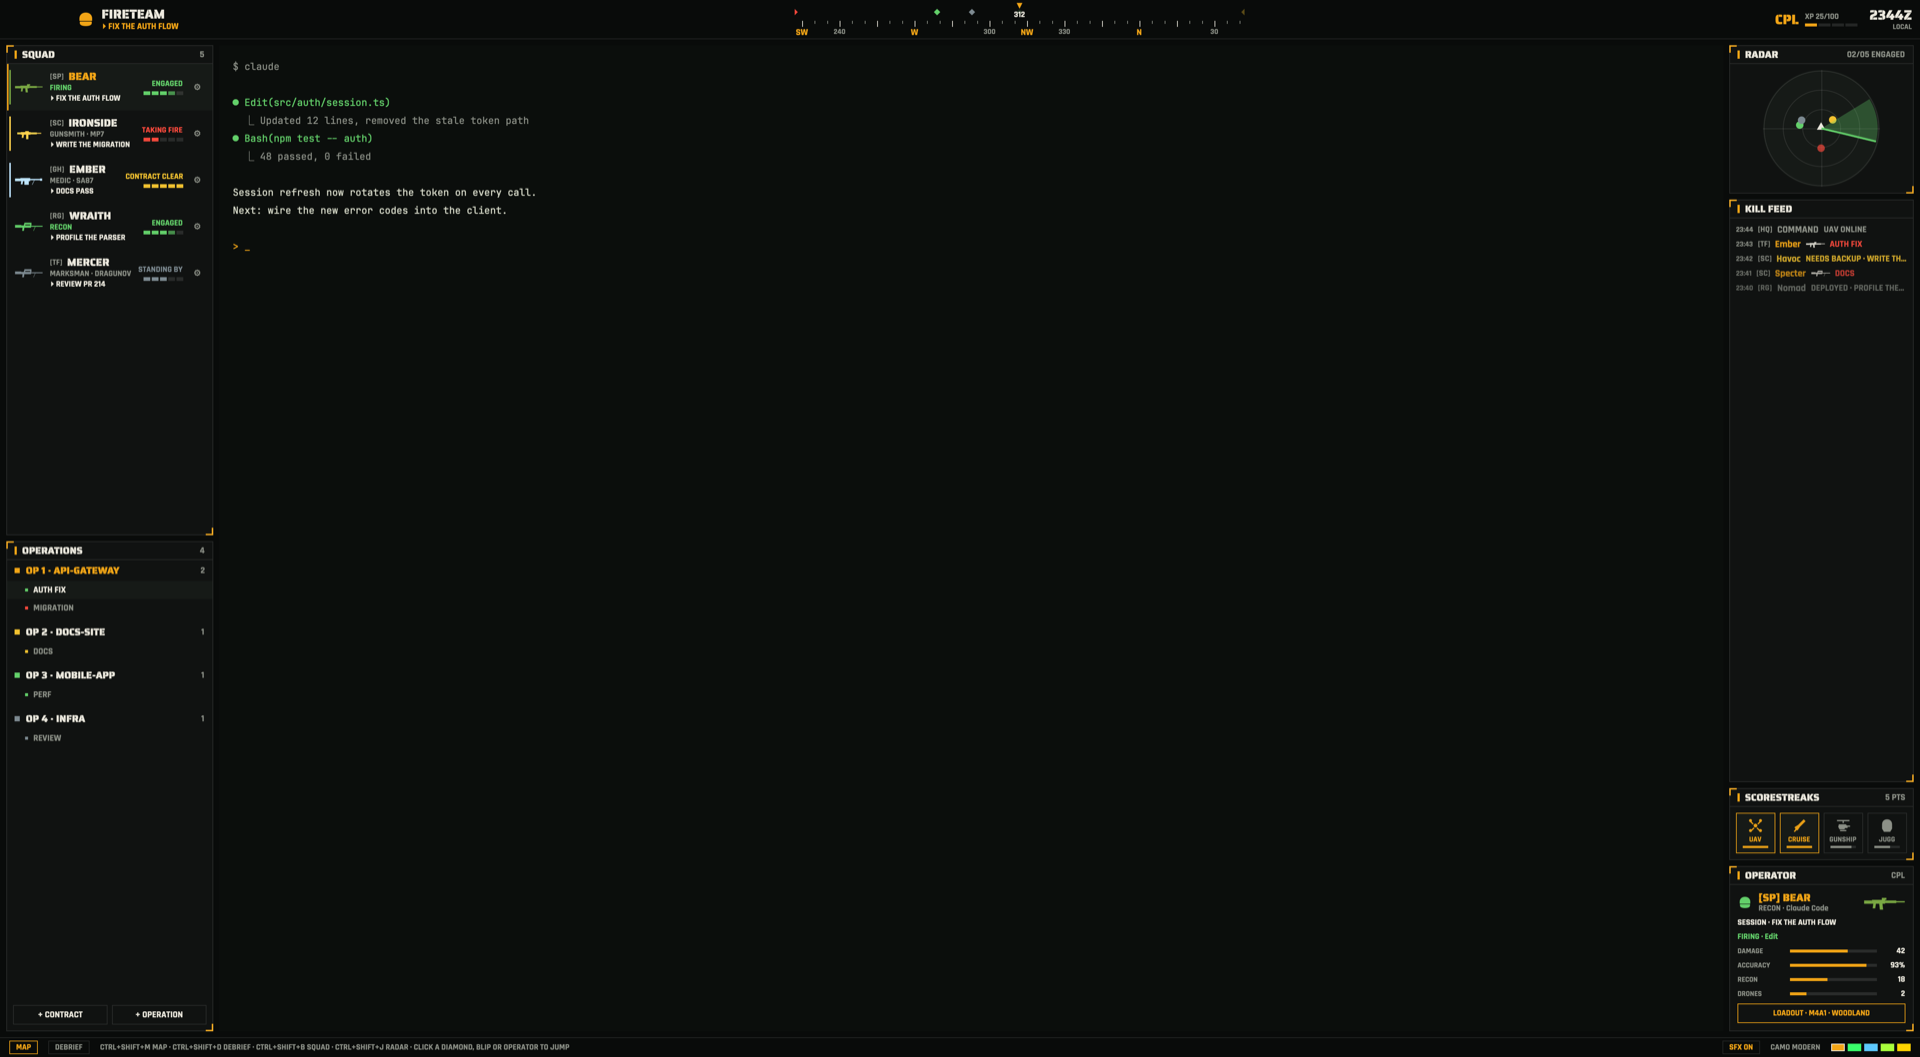 FIRETEAM
FIX THE AUTH FLOW
312
SW 240 W 300 NW 330 N 30
CPL XP 25/100
2344Z
LOCAL
SQUAD 5
[SP] BEAR
FIRING
FIX THE AUTH FLOW
ENGAGED
[SC] IRONSIDE
GUNSMITH · MP7
WRITE THE MIGRATION
TAKING FIRE
[GH] EMBER
MEDIC · SA87
DOCS PASS
CONTRACT CLEAR
[RG] WRAITH
RECON
PROFILE THE PARSER
ENGAGED
[TF] MERCER
MARKSMAN · DRAGUNOV
REVIEW PR 214
STANDING BY
OPERATIONS 4
OP 1 · API-GATEWAY 2
AUTH FIX
MIGRATION
OP 2 · DOCS-SITE 1
DOCS
OP 3 · MOBILE-APP 1
PERF
OP 4 · INFRA 1
REVIEW
+ CONTRACT
+ OPERATION
$ claude
Edit(src/auth/session.ts)
Updated 12 lines, removed the stale token path
Bash(npm test -- auth)
48 passed, 0 failed
Session refresh now rotates the token on every call.
Next: wire the new error codes into the client.
> _
RADAR 02/05 ENGAGED
KILL FEED
23:44 [HQ] COMMAND UAV ONLINE
23:43 [TF] Ember AUTH FIX
23:42 [SC] Havoc NEEDS BACKUP · WRITE TH…
23:41 [SC] Specter DOCS
23:40 [RG] Nomad DEPLOYED · PROFILE THE…
SCORESTREAKS 5 PTS
UAV CRUISE GUNSHIP JUGG
OPERATOR CPL
[SP] BEAR
RECON · Claude Code
SESSION · FIX THE AUTH FLOW
FIRING · Edit
DAMAGE 42
ACCURACY 93%
RECON 18
DRONES 2
LOADOUT · M4A1 · WOODLAND
MAP DEBRIEF CTRL+SHIFT+M MAP · CTRL+SHIFT+D DEBRIEF · CTRL+SHIFT+B SQUAD · CTRL+SHIFT+J RADAR · CLICK A DIAMOND, BLIP OR OPERATOR TO JUMP
SFX ON CAMO MODERN